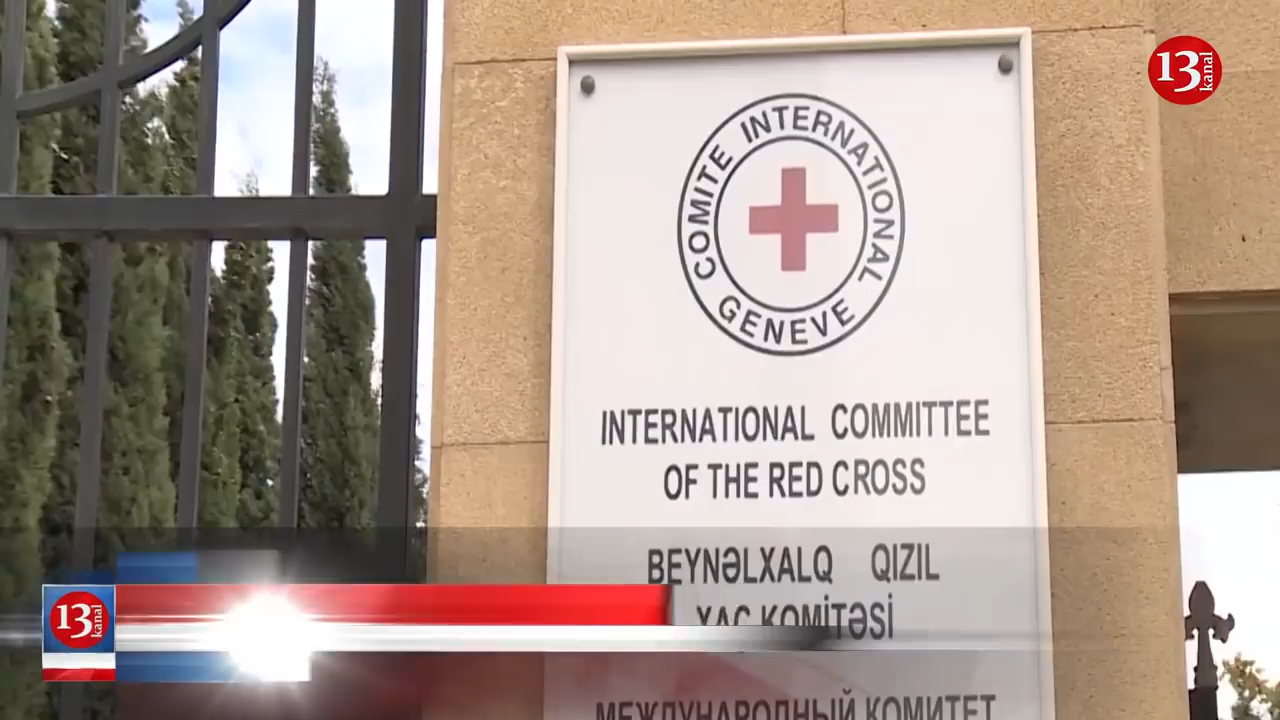 13 kanal
COMITE INTERNATIONAL
GENEVE
INTERNATIONAL COMMITTEE
OF THE RED CROSS
BEYNƏLXALQ QIZIL
XAÇ KOMİTƏSİ
13 kanal
МЕЖДУНАРОДНЫЙ КОМИТЕТ